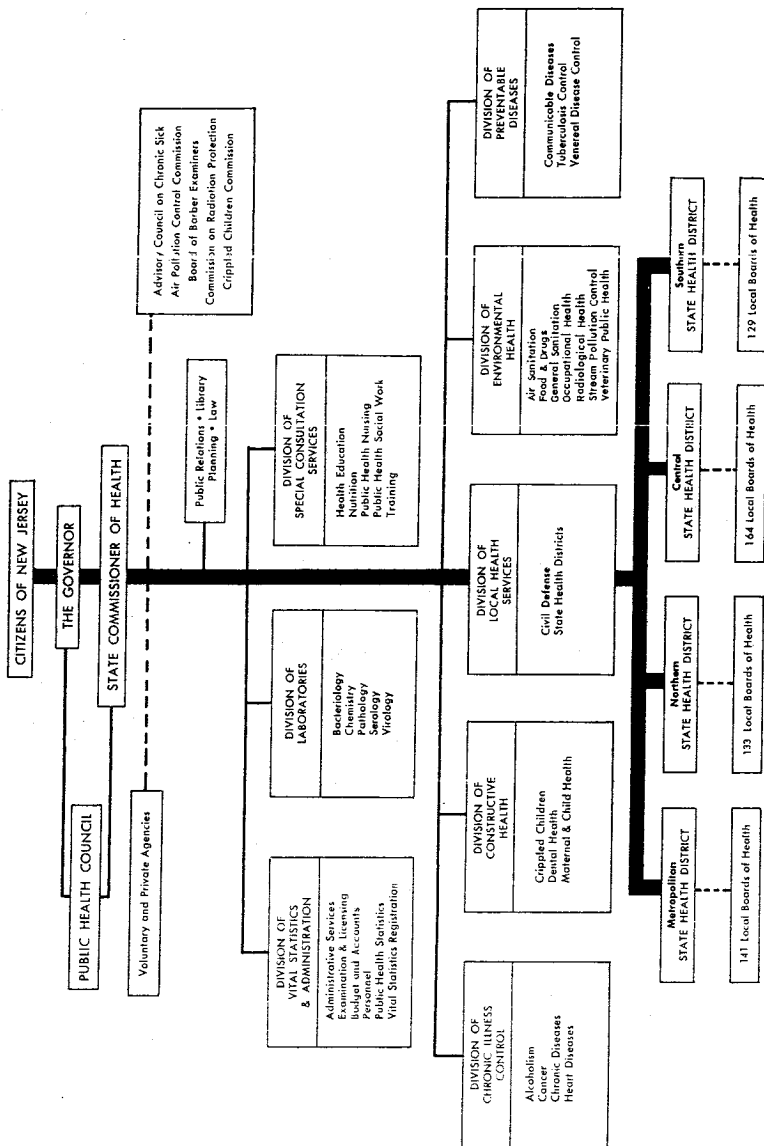 CITIZENS OF NEW JERSEY
THE GOVERNOR
PUBLIC HEALTH COUNCIL
STATE COMMISSIONER OF HEALTH
Voluntary and Private Agencies
Advisory Council on Chronic Sick
Air Pollution Control Commission
Board of Barber Examiners
Commission on Radiation Protection
Crippled Children Commission
Public Relations • Library
Planning • Law
DIVISION OF
VITAL STATISTICS
& ADMINISTRATION
Administrative Services
Examination & Licensing
Budget and Accounts
Personnel
Public Health Statistics
Vital Statistics Registration
DIVISION OF
LABORATORIES
Bacteriology
Chemistry
Pathology
Serology
Virology
DIVISION OF
SPECIAL CONSULTATION
SERVICES
Health Education
Nutrition
Public Health Nursing
Public Health Social Work
Training
DIVISION OF
CHRONIC ILLNESS
CONTROL
Alcoholism
Cancer
Chronic Diseases
Heart Diseases
DIVISION OF
CONSTRUCTIVE
HEALTH
Crippled Children
Dental Health
Maternal & Child Health
DIVISION OF
LOCAL HEALTH
SERVICES
Civil Defense
State Health Districts
DIVISION OF
ENVIRONMENTAL
HEALTH
Air Sanitation
Food & Drugs
General Sanitation
Occupational Health
Radiological Health
Stream Pollution Control
Veterinary Public Health
DIVISION OF
PREVENTABLE
DISEASES
Communicable Diseases
Tuberculosis Control
Venereal Disease Control
Metropolitan
STATE HEALTH DISTRICT
141 Local Boards of Health
Northern
STATE HEALTH DISTRICT
133 Local Boards of Health
Central
STATE HEALTH DISTRICT
164 Local Boards of Health
Southern
STATE HEALTH DISTRICT
129 Local Boards of Health